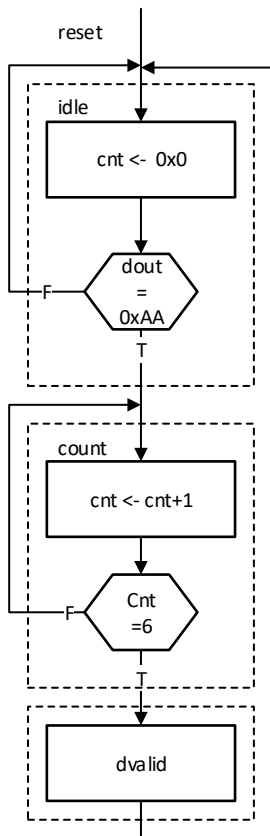 reset
idle
cnt <- 0x0
dout
=
0xAA
F
T
count
cnt <- cnt+1
Cnt
=6
F
T
dvalid